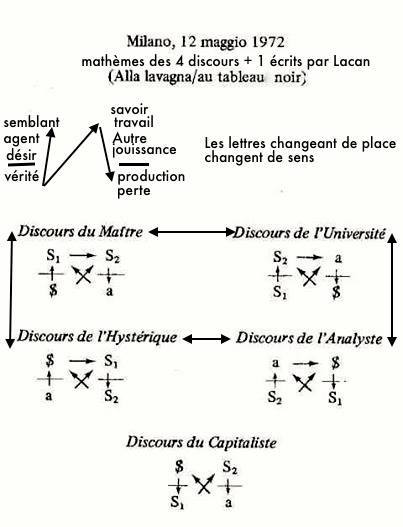 Milano, 12 maggio 1972
mathèmes des 4 discours + 1 écrits par Lacan
(Alla lavagna/au tableau noir)
semblant
agent
désir
vérité
savoir
travail
Autre
jouissance
production
perte
Les lettres changeant de place
changent de sens
Discours du Maître
S₁ → S₂
$ a
Discours de l'Université
S₂ → a
S₁ $
Discours de l'Hystérique
$ → S₁
a S₂
Discours de l'Analyste
a → $
S₂ S₁
Discours du Capitaliste
$ S₂
S₁ a